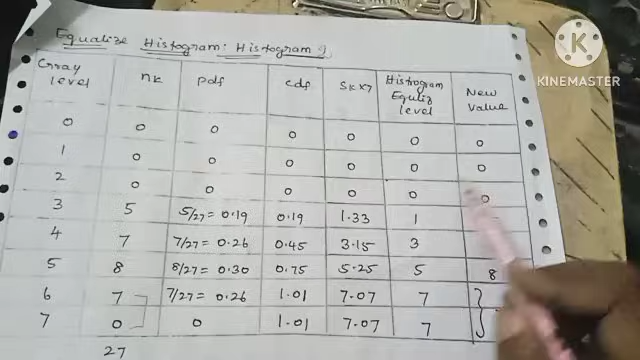 Equalize Histogram: Histogram 2
Gray level nk pdf cdf Sk×7 Histogram Equliz level New Value
0 0 0 0 0 0 0
1 0 0 0 0 0 0
2 0 0 0 0 0 0
3 5 5/27 = 0.19 0.19 1.33 1
4 7 7/27 = 0.26 0.45 3.15 3
5 8 8/27 = 0.30 0.75 5.25 5 8
6 7 7/27 = 0.26 1.01 7.07 7
7 0 0 1.01 7.07 7
27
K
KINEMASTER